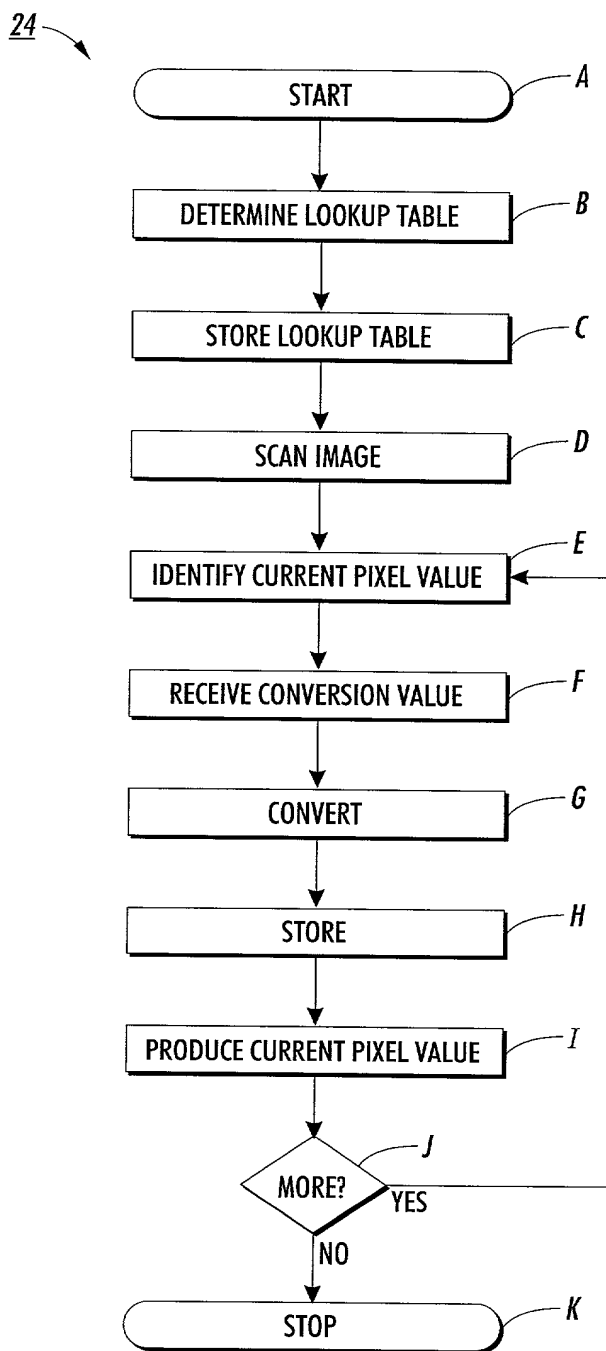 24
START
A
DETERMINE LOOKUP TABLE
B
STORE LOOKUP TABLE
C
SCAN IMAGE
D
IDENTIFY CURRENT PIXEL VALUE
E
RECEIVE CONVERSION VALUE
F
CONVERT
G
STORE
H
PRODUCE CURRENT PIXEL VALUE
I
MORE?
J
YES
NO
STOP
K